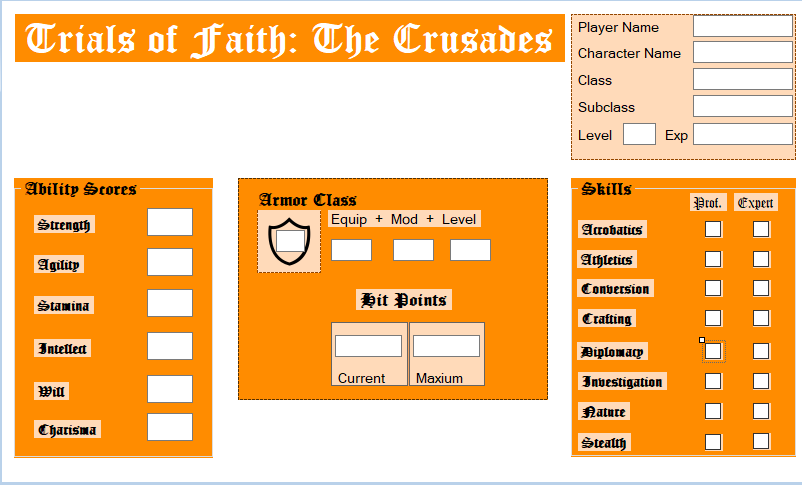 Trials of Faith: The Crusades
Player Name
Character Name
Class
Subclass
Level Exp
Ability Scores
Strength
Agility
Stamina
Intellect
Will
Charisma
Armor Class
Equip + Mod + Level
Hit Points
Current Maxium
Skills
Prof. Expert
Acrobatics
Athletics
Conversion
Crafting
Diplomacy
Investigation
Nature
Stealth